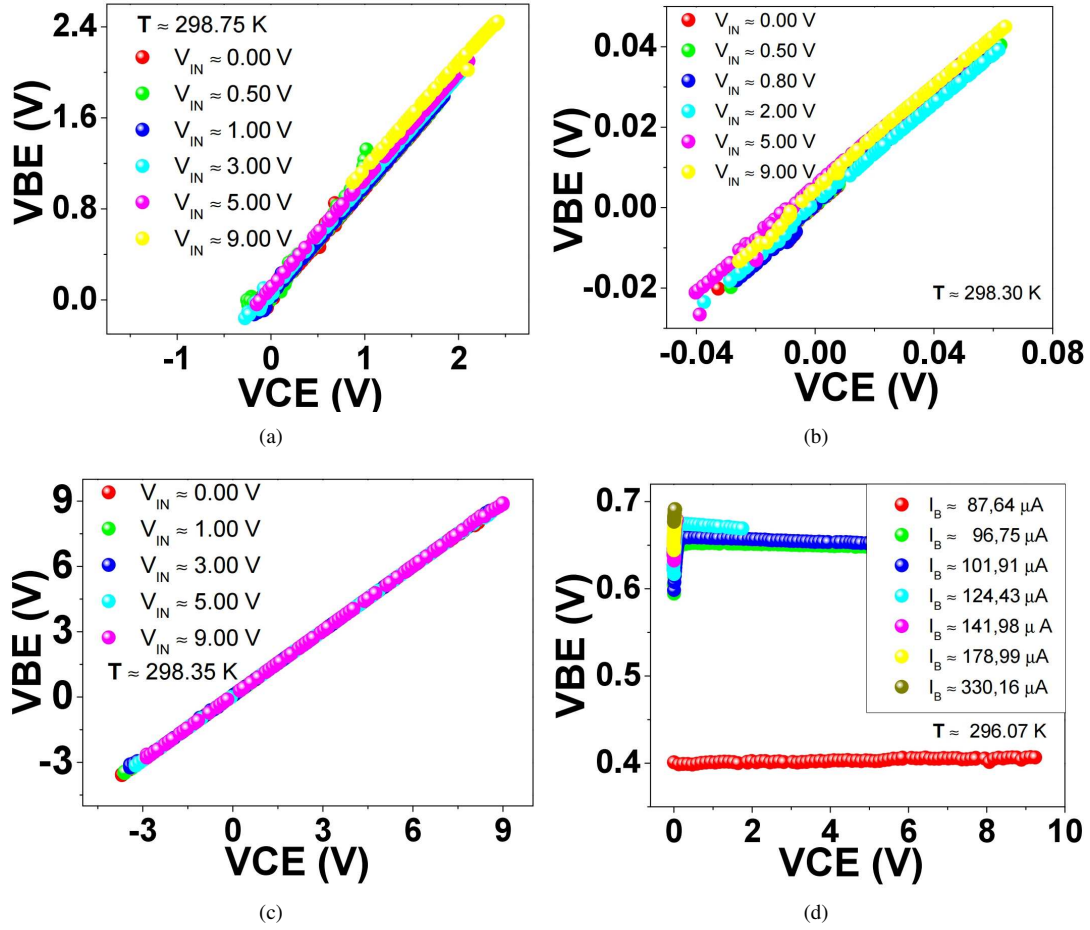 2.4
1.6
0.8
0.0
VBE (V)
T ≈ 298.75 K
V_IN ≈ 0.00 V
V_IN ≈ 0.50 V
V_IN ≈ 1.00 V
V_IN ≈ 3.00 V
V_IN ≈ 5.00 V
V_IN ≈ 9.00 V
-1 0 1 2
VCE (V)
(a)
0.04
0.02
0.00
-0.02
VBE (V)
V_IN ≈ 0.00 V
V_IN ≈ 0.50 V
V_IN ≈ 0.80 V
V_IN ≈ 2.00 V
V_IN ≈ 5.00 V
V_IN ≈ 9.00 V
T ≈ 298.30 K
-0.04 0.00 0.04 0.08
VCE (V)
(b)
9
6
3
0
-3
VBE (V)
V_IN ≈ 0.00 V
V_IN ≈ 1.00 V
V_IN ≈ 3.00 V
V_IN ≈ 5.00 V
V_IN ≈ 9.00 V
T ≈ 298.35 K
-3 0 3 6 9
VCE (V)
(c)
0.7
0.6
0.5
0.4
VBE (V)
I_B ≈ 87,64 μA
I_B ≈ 96,75 μA
I_B ≈ 101,91 μA
I_B ≈ 124,43 μA
I_B ≈ 141,98 μ A
I_B ≈ 178,99 μA
I_B ≈ 330,16 μA
T ≈ 296.07 K
0 2 4 6 8 10
VCE (V)
(d)